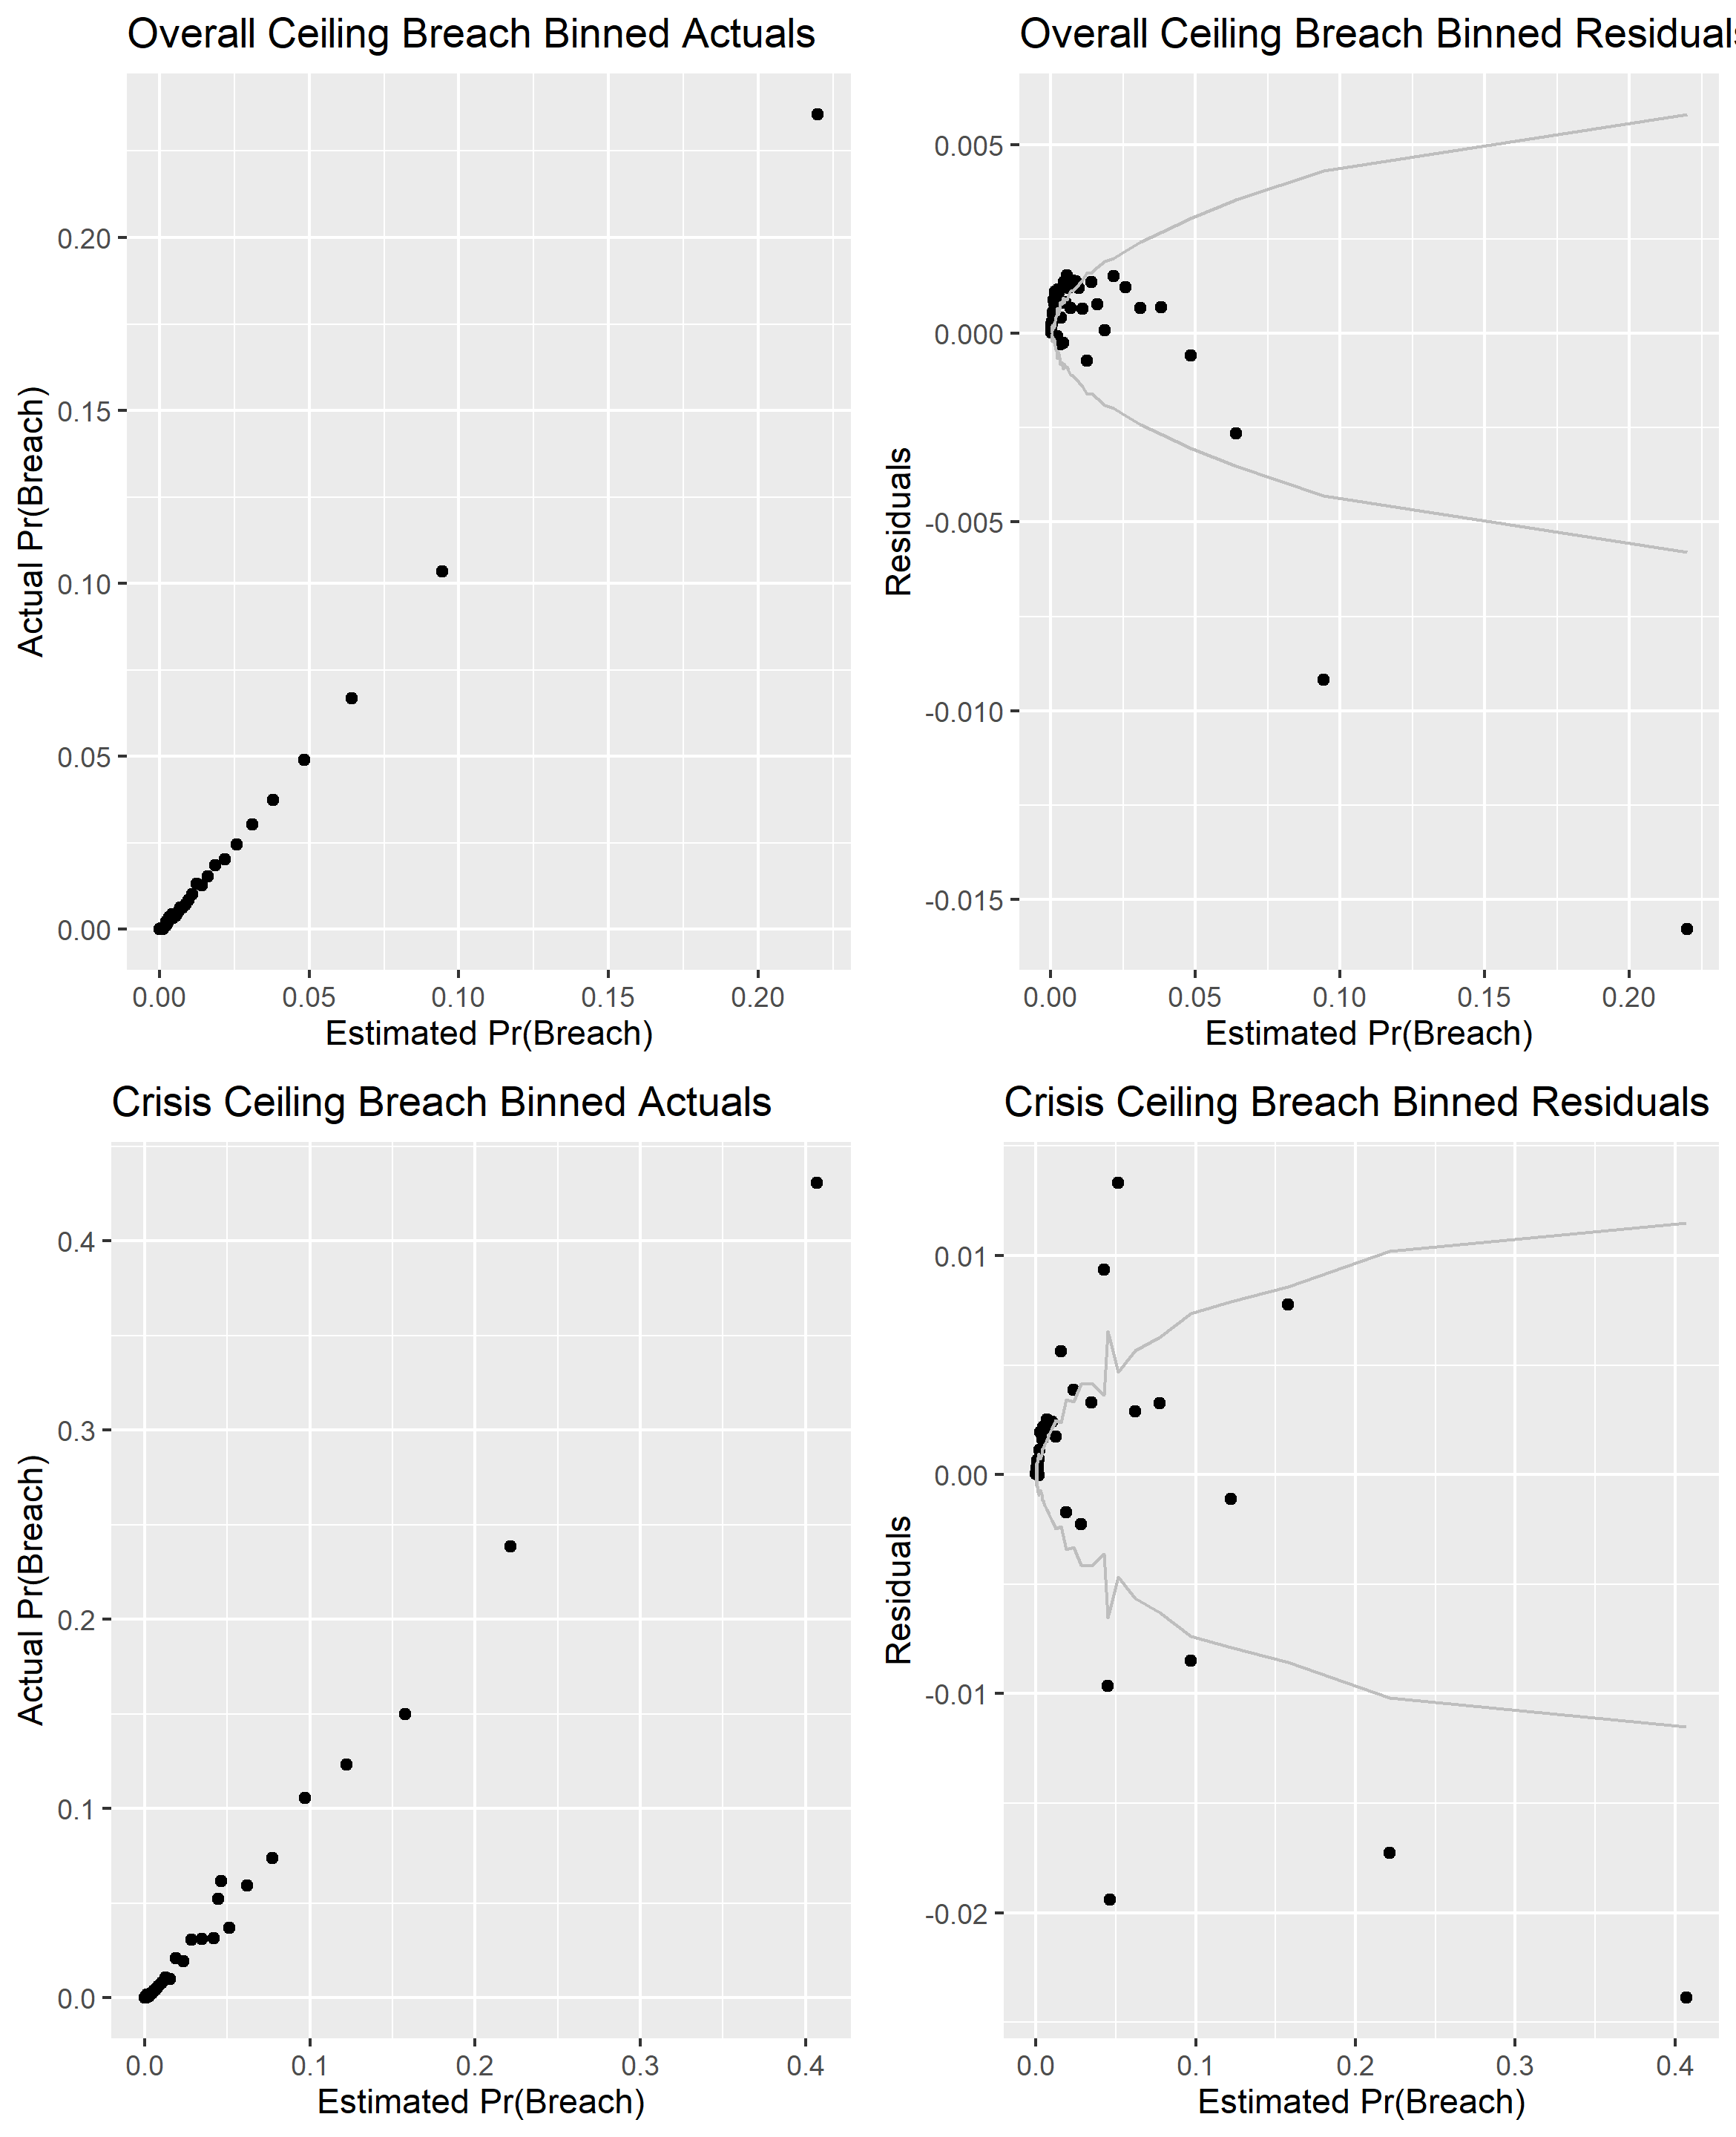 Overall Ceiling Breach Binned Actuals
Actual Pr(Breach)
0.20
0.15
0.10
0.05
0.00
0.00 0.05 0.10 0.15 0.20
Estimated Pr(Breach)
Overall Ceiling Breach Binned Residuals
Residuals
0.005
0.000
-0.005
-0.010
-0.015
0.00 0.05 0.10 0.15 0.20
Estimated Pr(Breach)
Crisis Ceiling Breach Binned Actuals
Actual Pr(Breach)
0.4
0.3
0.2
0.1
0.0
0.0 0.1 0.2 0.3 0.4
Estimated Pr(Breach)
Crisis Ceiling Breach Binned Residuals
Residuals
0.01
0.00
-0.01
-0.02
0.0 0.1 0.2 0.3 0.4
Estimated Pr(Breach)